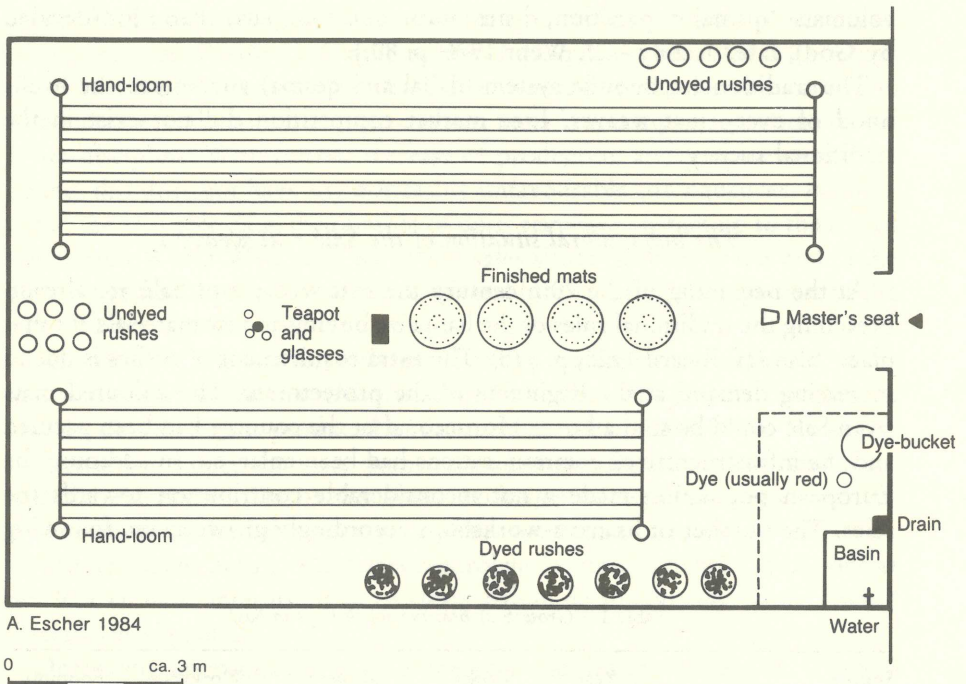 Hand-loom
Undyed rushes
Finished mats
Undyed
rushes
Teapot
and
glasses
Master's seat
Dye-bucket
Dye (usually red)
Hand-loom
Drain
Dyed rushes
Basin
A. Escher 1984
Water
0
ca. 3 m